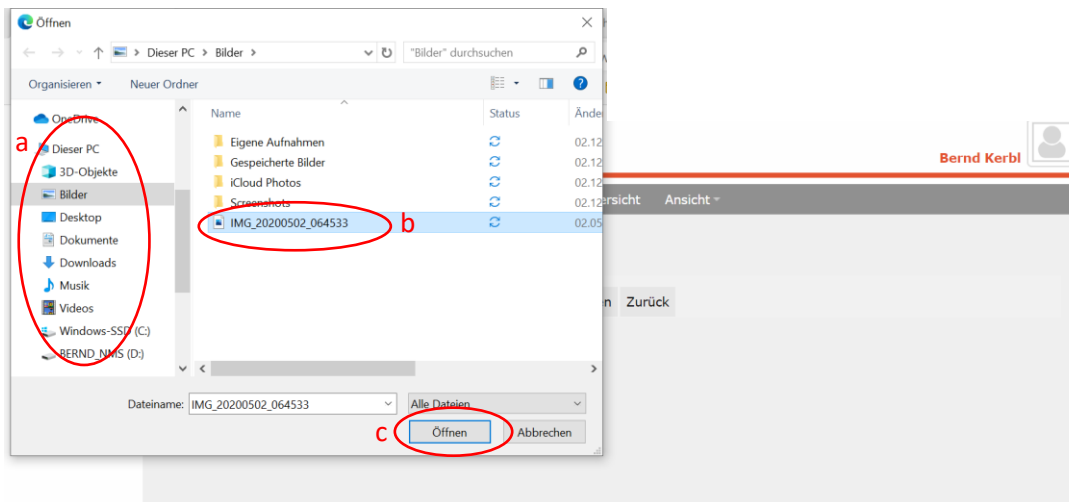 Öffnen
Dieser PC > Bilder >
"Bilder" durchsuchen
Organisieren
Neuer Ordner
Name
Status
Ände
OneDrive
a
Dieser PC
3D-Objekte
Bilder
Desktop
Dokumente
Downloads
Musik
Videos
Windows-SSD (C:)
BERND_NMS (D:)
Eigene Aufnahmen
02.12
Gespeicherte Bilder
02.12
iCloud Photos
02.12
Screenshots
02.12
IMG_20200502_064533
b
02.05
Dateiname:
IMG_20200502_064533
Alle Dateien
c
Öffnen
Abbrechen
Bernd Kerbl
ersicht
Ansicht
n
Zurück